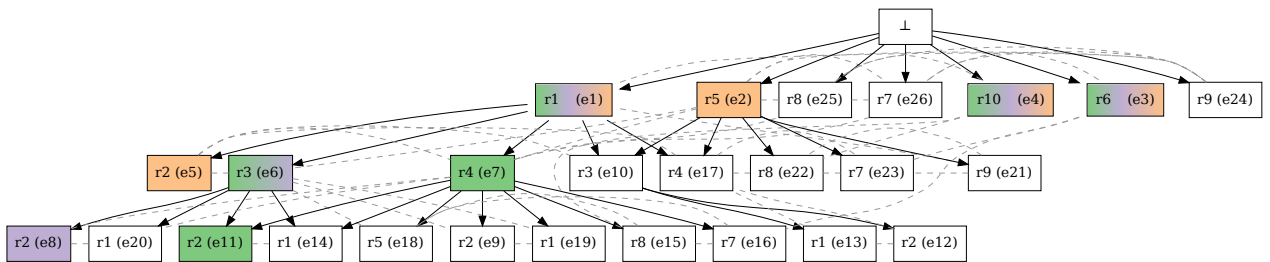 ⊥
r1 (e1)
r5 (e2)
r8 (e25)
r7 (e26)
r10 (e4)
r6 (e3)
r9 (e24)
r2 (e5)
r3 (e6)
r4 (e7)
r3 (e10)
r4 (e17)
r8 (e22)
r7 (e23)
r9 (e21)
r2 (e8)
r1 (e20)
r2 (e11)
r1 (e14)
r5 (e18)
r2 (e9)
r1 (e19)
r8 (e15)
r7 (e16)
r1 (e13)
r2 (e12)